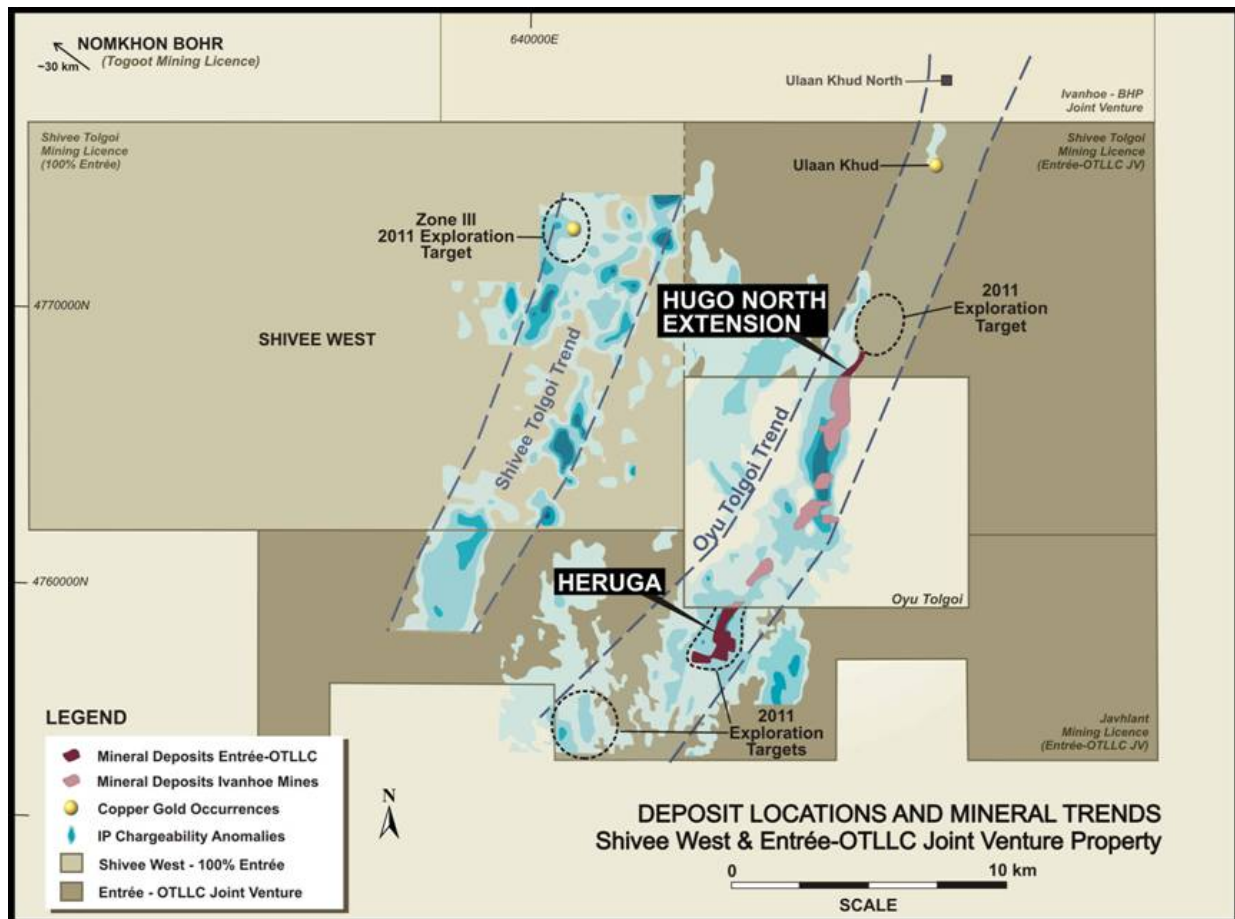 NOMKHON BOHR
(Togoot Mining Licence)
~30 km
640000E
Ulaan Khud North
Ivanhoe - BHP
Joint Venture
Shivee Tolgoi
Mining Licence
(100% Entrée)
Shivee Tolgoi
Mining Licence
(Entrée-OTLLC JV)
Ulaan Khud
Zone III
2011 Exploration
Target
4770000N
HUGO NORTH
EXTENSION
2011
Exploration
Target
SHIVEE WEST
Shivee Tolgoi Trend
Oyu Tolgoi Trend
4760000N
HERUGA
Oyu Tolgoi
2011
Exploration
Targets
Javhlant
Mining Licence
(Entrée-OTLLC JV)
LEGEND
Mineral Deposits Entrée-OTLLC
Mineral Deposits Ivanhoe Mines
Copper Gold Occurrences
IP Chargeability Anomalies
Shivee West - 100% Entrée
Entrée - OTLLC Joint Venture
N
DEPOSIT LOCATIONS AND MINERAL TRENDS
Shivee West & Entrée-OTLLC Joint Venture Property
0 10 km
SCALE